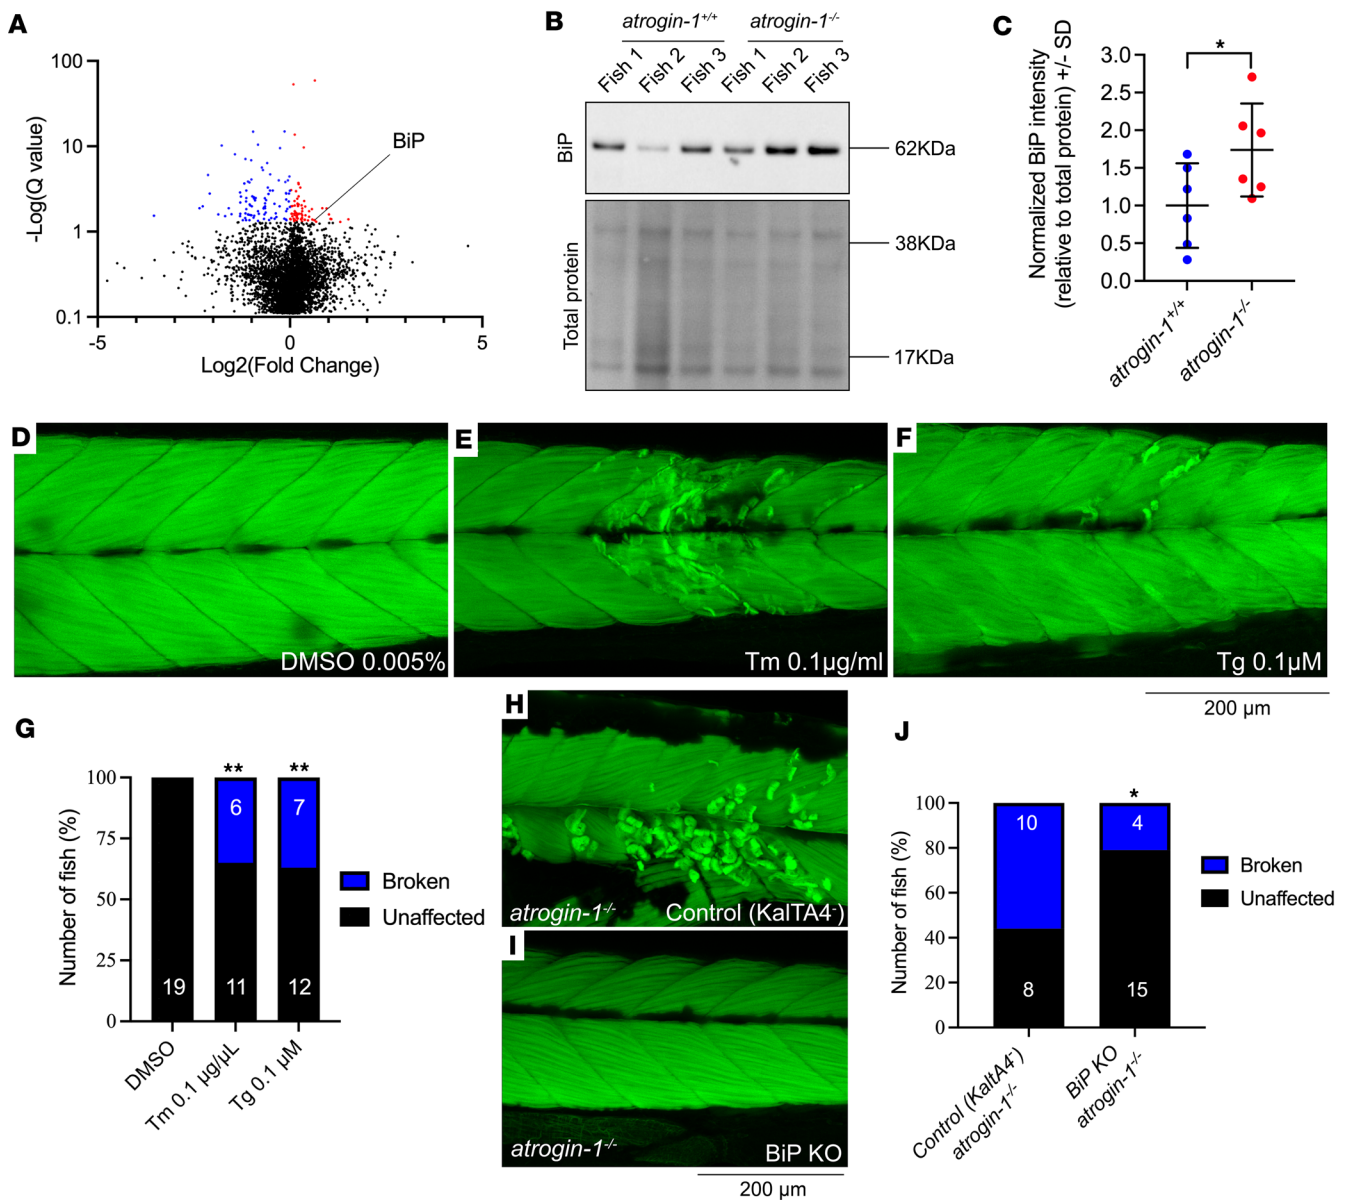 A
100
10
1
0.1
-5
0
5
-Log(Q value)
Log2(Fold Change)
BiP
B
atrogin-1+/+
atrogin-1-/-
Fish 1
Fish 2
Fish 3
Fish 1
Fish 2
Fish 3
BiP
62KDa
Total protein
38KDa
17KDa
C
Normalized BiP intensity
(relative to total protein) +/- SD
3.0
2.5
2.0
1.5
1.0
0.5
0.0
*
atrogin-1+/+
atrogin-1-/-
D
DMSO 0.005%
E
Tm 0.1µg/ml
F
Tg 0.1µM
200 µm
G
Number of fish (%)
100
75
50
25
0
**
**
6
7
19
11
12
DMSO
Tm 0.1 µg/µL
Tg 0.1 µM
Broken
Unaffected
H
atrogin-1-/-
Control (KalTA4-)
I
atrogin-1-/-
BiP KO
200 µm
J
Number of fish (%)
100
80
60
40
20
0
*
10
4
8
15
Control (KaltA4-)
atrogin-1-/-
BiP KO
atrogin-1-/-
Broken
Unaffected